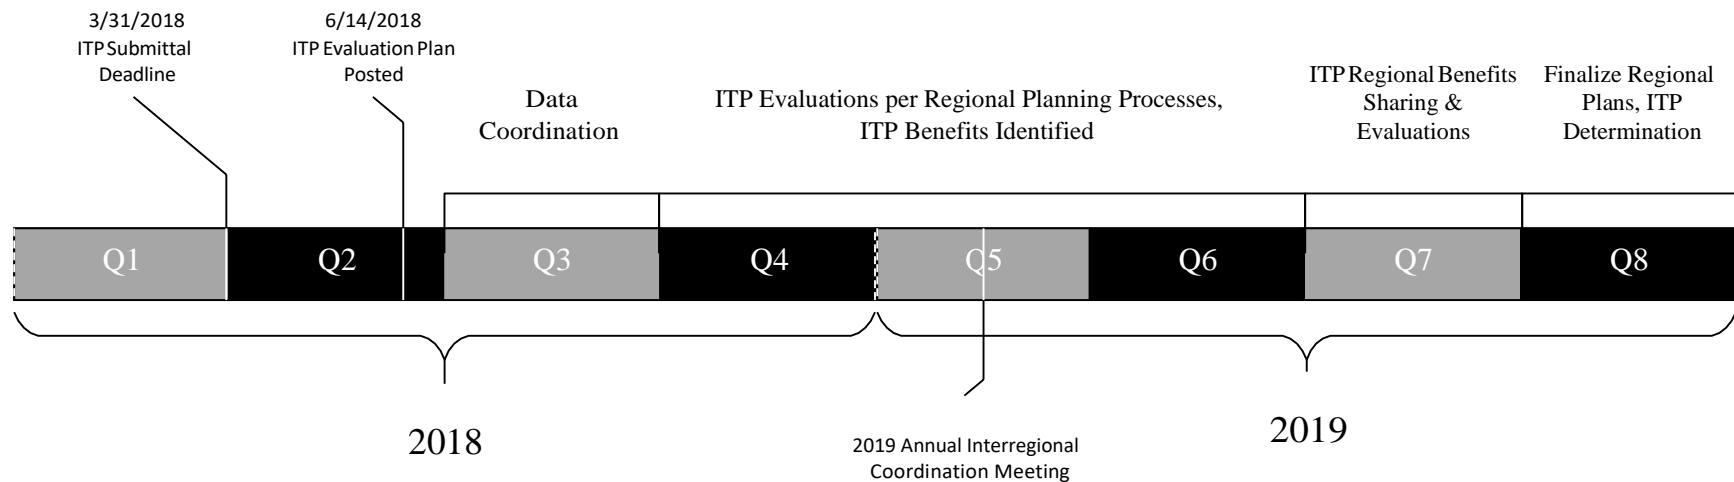 3/31/2018
ITP Submittal
Deadline
6/14/2018
ITP Evaluation Plan
Posted
Data
Coordination
ITP Evaluations per Regional Planning Processes,
ITP Benefits Identified
ITP Regional Benefits
Sharing &
Evaluations
Finalize Regional
Plans, ITP
Determination
Q1
Q2
Q3
Q4
Q5
Q6
Q7
Q8
2018
2019
2019 Annual Interregional
Coordination Meeting